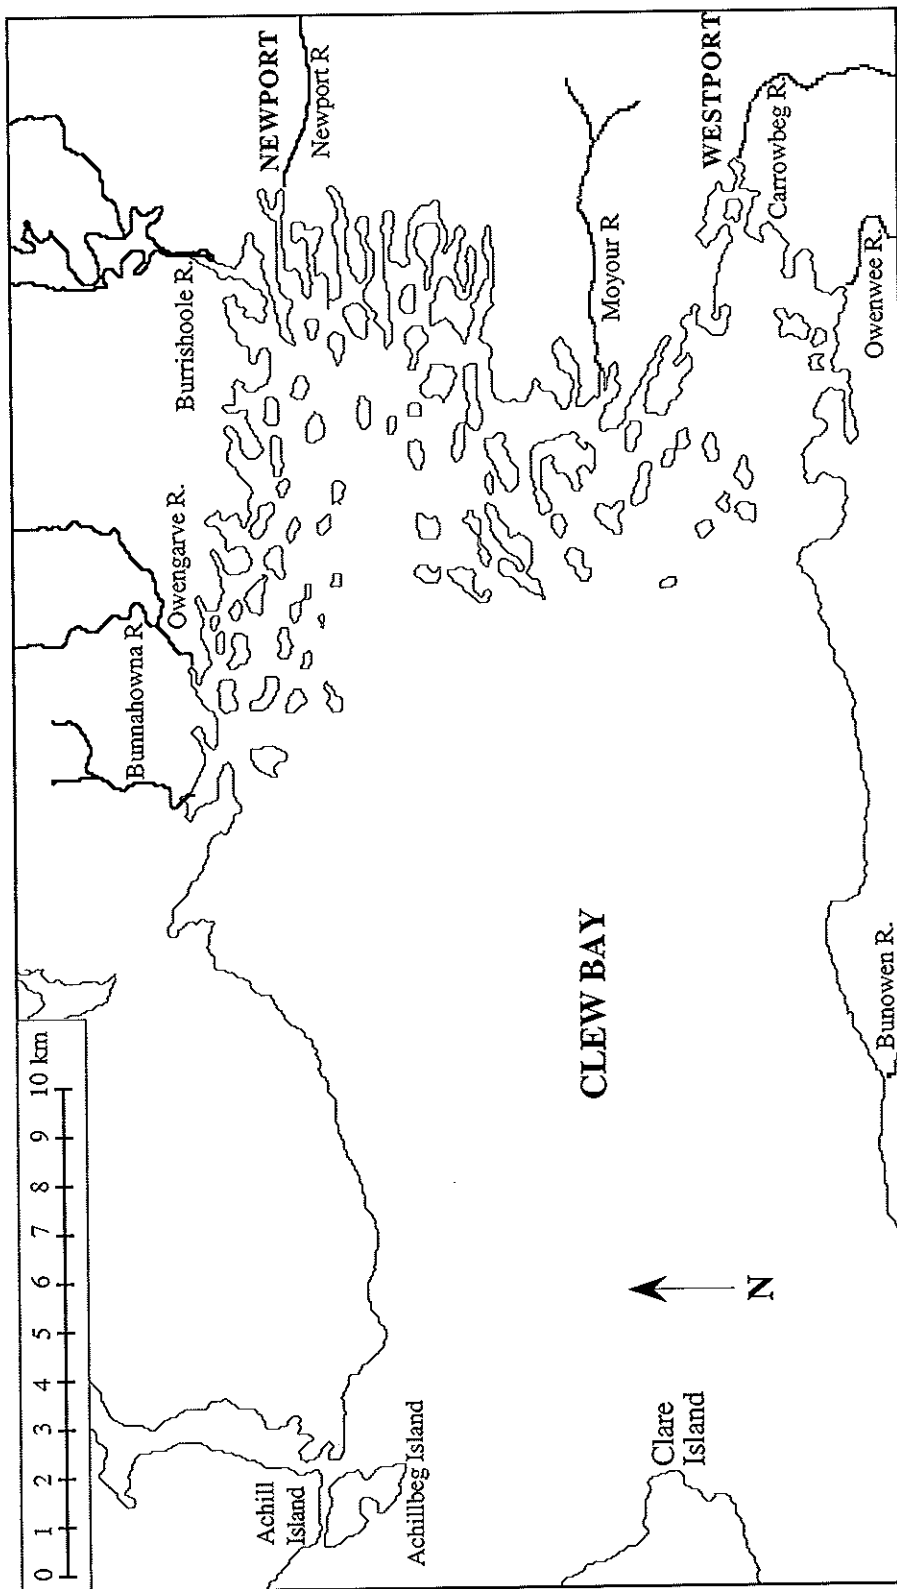 0 1 2 3 4 5 6 7 8 9 10 km
Bunnahowna R.
Owengarve R.
Burrishoole R.
NEWPORT
Newport R
Achill
Island
Achillbeg Island
CLEW BAY
Moyour R
Clare
Island
N
WESTPORT
Carrowbeg R.
Owenwee R.
Bunowen R.